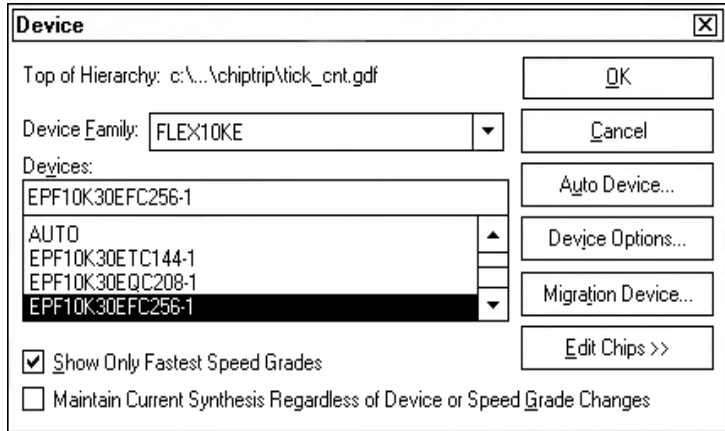 Device
Top of Hierarchy: c:\...\chiptrip\tick_cnt.gdf
OK
Device Family: FLEX10KE
Cancel
Devices:
EPF10K30EFC256-1
Auto Device...
AUTO
EPF10K30ETC144-1
EPF10K30EQC208-1
EPF10K30EFC256-1
Device Options...
Migration Device...
Edit Chips >>
Show Only Fastest Speed Grades
Maintain Current Synthesis Regardless of Device or Speed Grade Changes